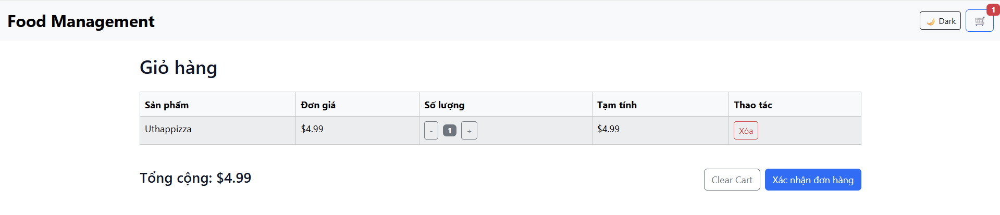 Food Management
🌙 Dark
1
Giỏ hàng
Sản phẩm Đơn giá Số lượng Tạm tính Thao tác
Uthappizza $4.99 - 1 + $4.99 Xóa
Tổng cộng: $4.99
Clear Cart Xác nhận đơn hàng